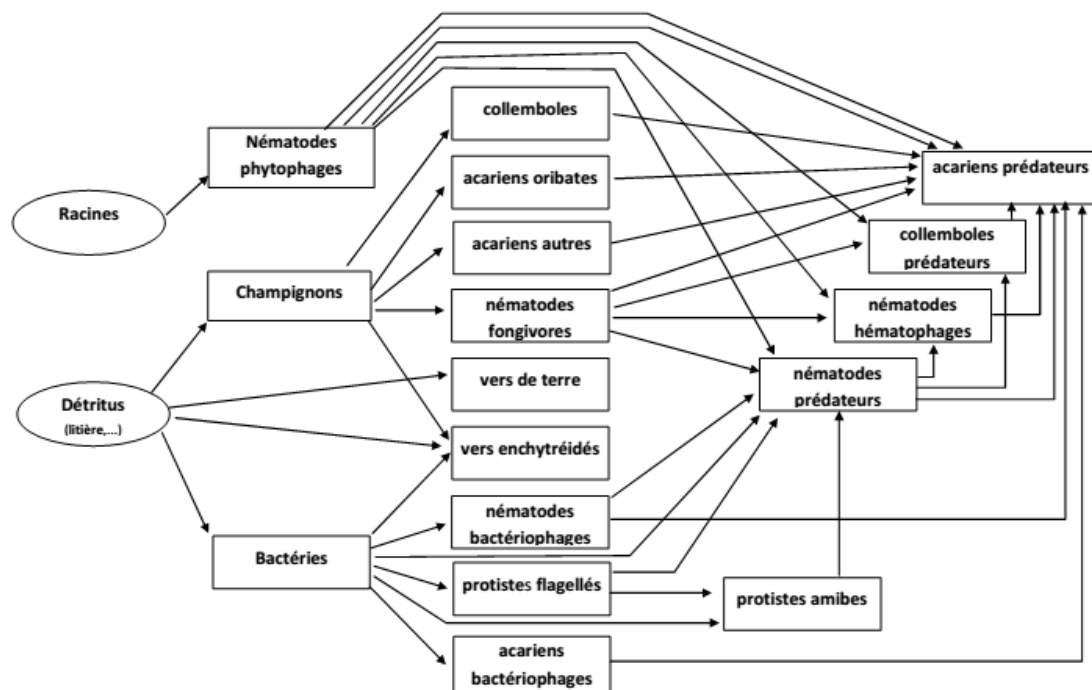 collemboles
Nématodes
phytophages
acariens prédateurs
acariens oribates
Racines
acariens autres
collemboles
prédateurs
Champignons
nématodes
fongivores
nématodes
hématophages
vers de terre
nématodes
prédateurs
Détritus
(litière,...)
vers enchytréidés
nématodes
bactériophages
Bactéries
protistes flagellés
protistes amibes
acariens
bactériophages